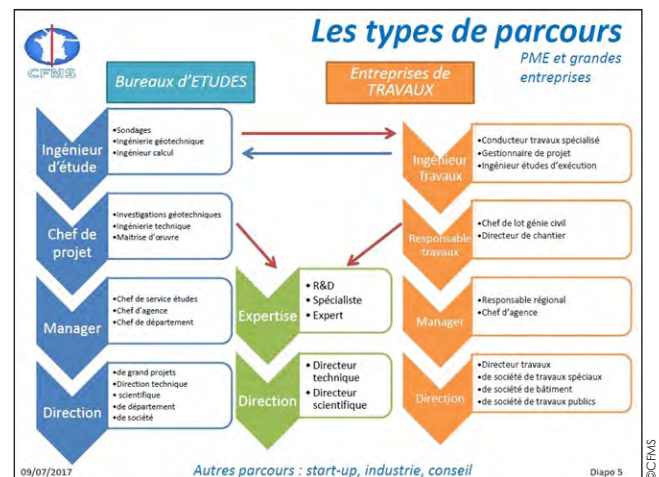 Les types de parcours
PME et grandes
entreprises
CFMS
Bureaux d'ETUDES
Entreprises de
TRAVAUX
Ingénieur
d'étude
•Sondages
•Ingénierie géotechnique
•Ingénieur calcul
Ingénieur
Travaux
•Conducteur travaux spécialisé
•Gestionnaire de projet
•Ingénieur études d'exécution
Chef de
projet
•Investigations géotechniques
•Ingénierie technique
•Maitrise d'œuvre
Responsable
travaux
•Chef de lot génie civil
•Directeur de chantier
Manager
•Chef de service études
•Chef d'agence
•Chef de département
Expertise
• R&D
• Spécialiste
• Expert
Manager
•Responsable régional
•Chef d'agence
Direction
•de grand projets
•Direction technique
• scientifique
•de département
•de société
Direction
• Directeur
technique
• Directeur
scientifique
Direction
•Directeur travaux
•de société de travaux spéciaux
•de société de bâtiment
•de société de travaux publics
09/07/2017
Autres parcours : start-up, industrie, conseil
Diapo 5
©CFMS